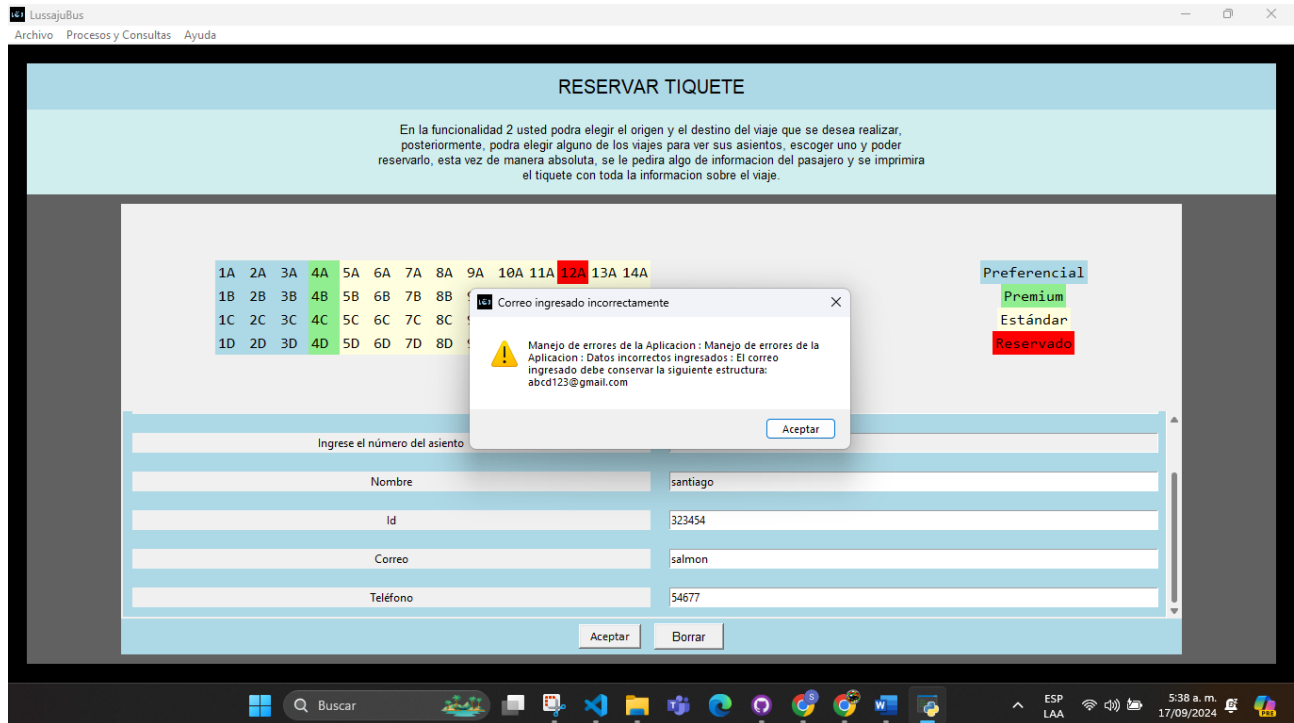 LussajuBus
Archivo Procesos y Consultas Ayuda
RESERVAR TIQUETE
En la funcionalidad 2 usted podra elegir el origen y el destino del viaje que se desea realizar,
posteriormente, podra elegir alguno de los viajes para ver sus asientos, escoger uno y poder
reservarlo, esta vez de manera absoluta, se le pedira algo de informacion del pasajero y se imprimira
el tiquete con toda la informacion sobre el viaje.
1A 2A 3A 4A 5A 6A 7A 8A 9A 10A 11A 12A 13A 14A
1B 2B 3B 4B 5B 6B 7B 8B
1C 2C 3C 4C 5C 6C 7C 8C
1D 2D 3D 4D 5D 6D 7D 8D
Preferencial
Premium
Estándar
Reservado
Correo ingresado incorrectamente
Manejo de errores de la Aplicacion : Manejo de errores de la
Aplicacion : Datos incorrectos ingresados : El correo
ingresado debe conservar la siguiente estructura:
abcd123@gmail.com
Aceptar
Ingrese el número del asiento
Nombre santiago
Id 323454
Correo salmon
Teléfono 54677
Aceptar Borrar
Buscar
ESP
LAA
5:38 a. m.
17/09/2024